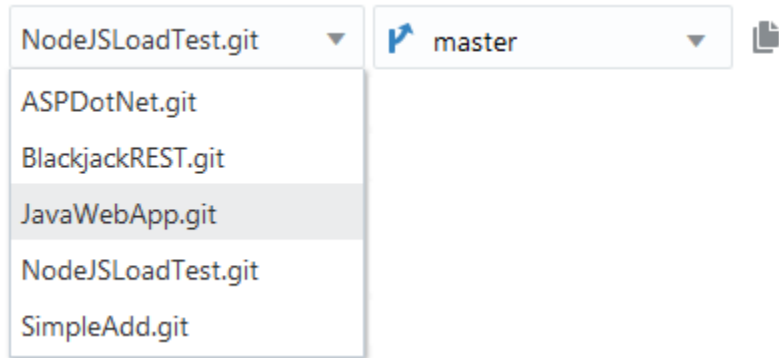 NodeJSLoadTest.git
master
ASPDotNet.git
BlackjackREST.git
JavaWebApp.git
NodeJSLoadTest.git
SimpleAdd.git